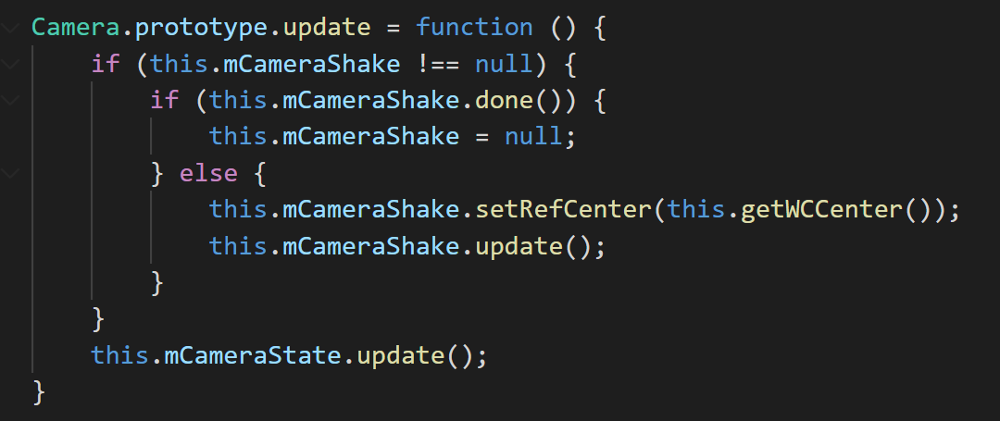 Camera.prototype.update = function () {
    if (this.mCameraShake !== null) {
        if (this.mCameraShake.done()) {
            this.mCameraShake = null;
        } else {
            this.mCameraShake.setRefCenter(this.getWCCenter());
            this.mCameraShake.update();
        }
    }
    this.mCameraState.update();
}